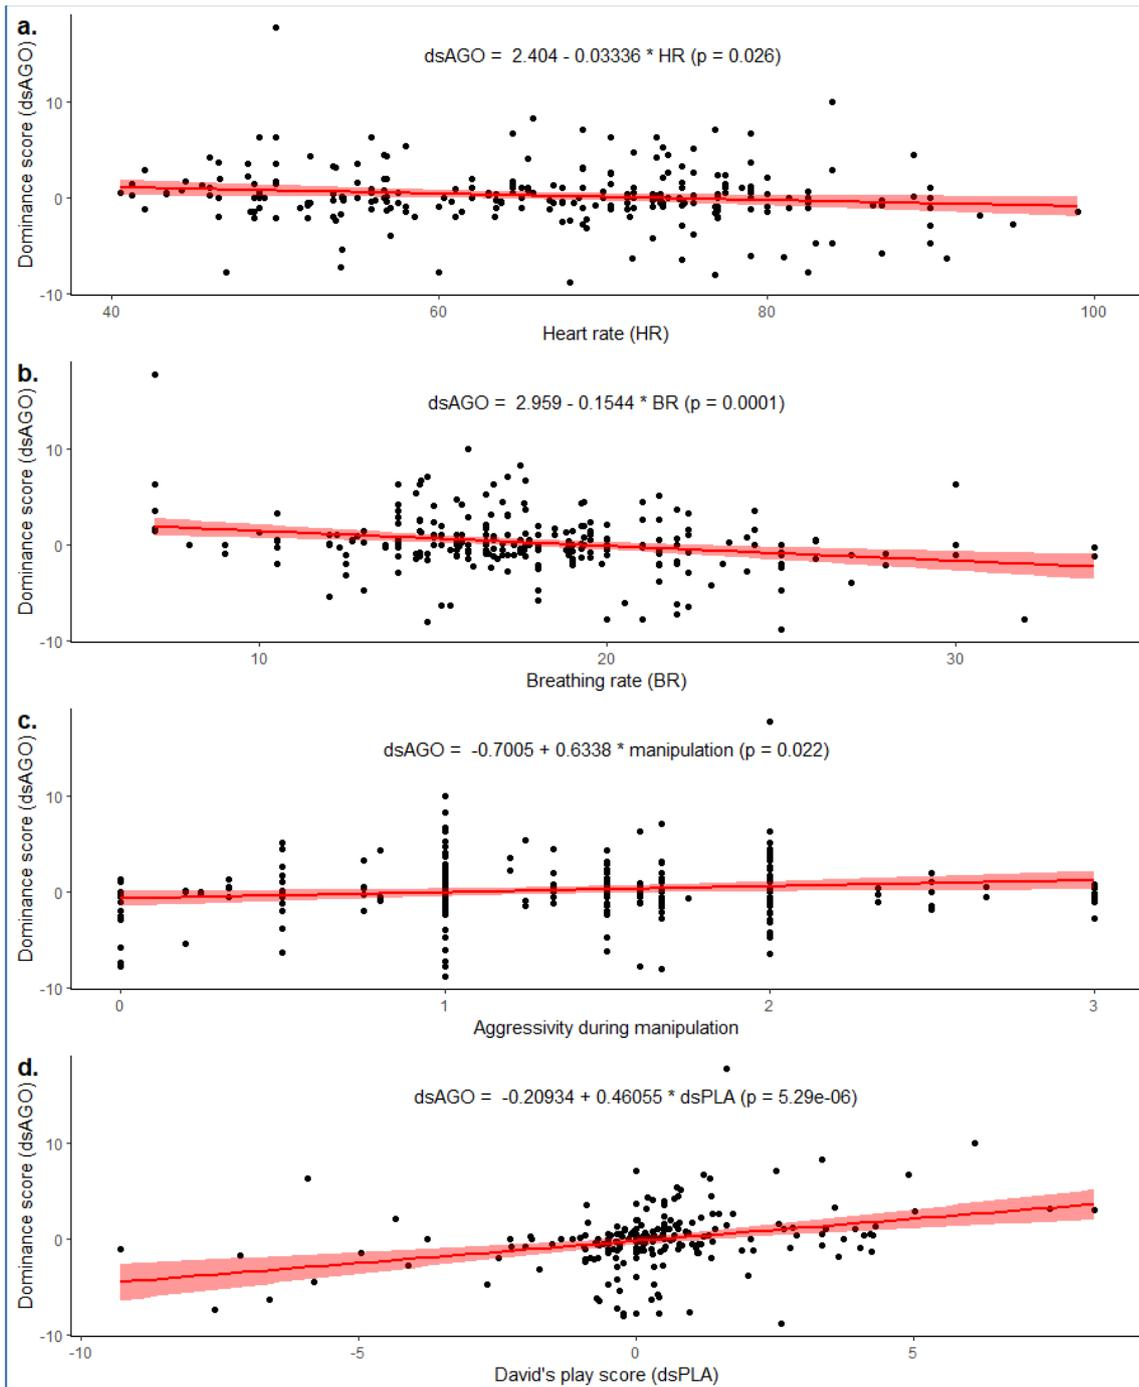 a.
dsAGO = 2.404 - 0.03336 * HR (p = 0.026)
Dominance score (dsAGO)
10
0
-10
40 60 80 100
Heart rate (HR)
b.
dsAGO = 2.959 - 0.1544 * BR (p = 0.0001)
Dominance score (dsAGO)
10
0
-10
10 20 30
Breathing rate (BR)
c.
dsAGO = -0.7005 + 0.6338 * manipulation (p = 0.022)
Dominance score (dsAGO)
10
0
-10
0 1 2 3
Aggressivity during manipulation
d.
dsAGO = -0.20934 + 0.46055 * dsPLA (p = 5.29e-06)
Dominance score (dsAGO)
10
0
-10
-10 -5 0 5
David's play score (dsPLA)